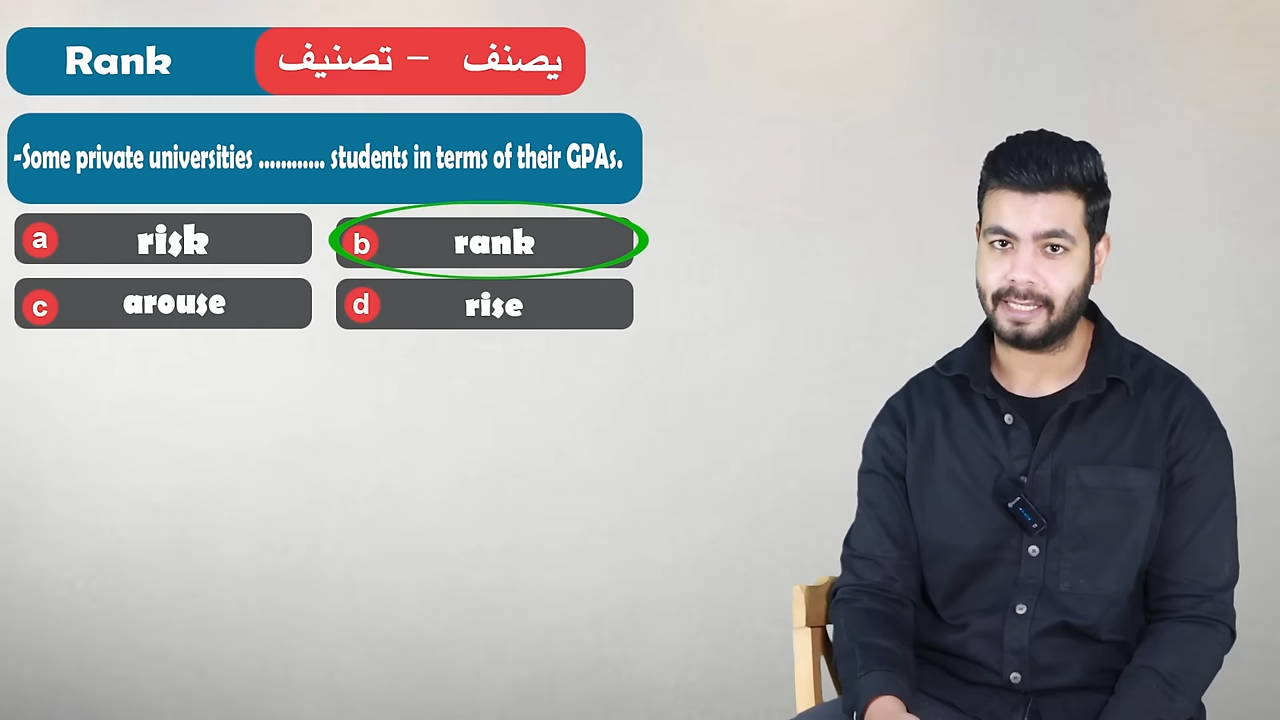 Rank
يصنف – تصنيف
-Some private universities ............ students in terms of their GPAs.
a risk
b rank
c arouse
d rise